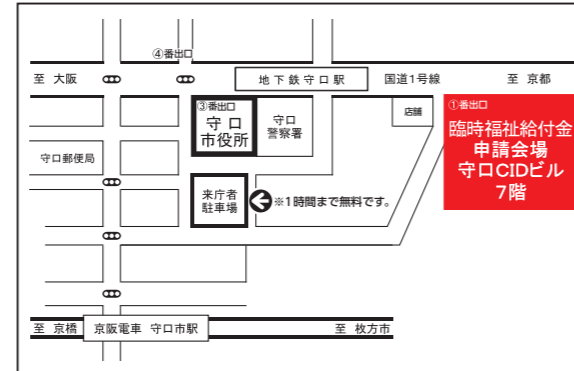 ④番出口
至 大阪
地下鉄守口駅
国道1号線
至 京都
③番出口
守口
市役所
守口
警察署
店舗
①番出口
臨時福祉給付金
申請会場
守口CIDビル
7階
守口郵便局
来庁者
駐車場
※1時間まで無料です。
至 京橋
京阪電車 守口市駅
至 枚方市